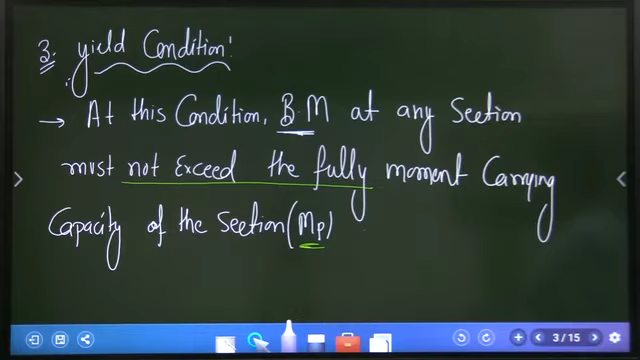 3. yield Condition:
→ At this Condition, B.M at any Section
must not Exceed the fully moment Carrying
Capacity of the Section (Mp)
3 / 15